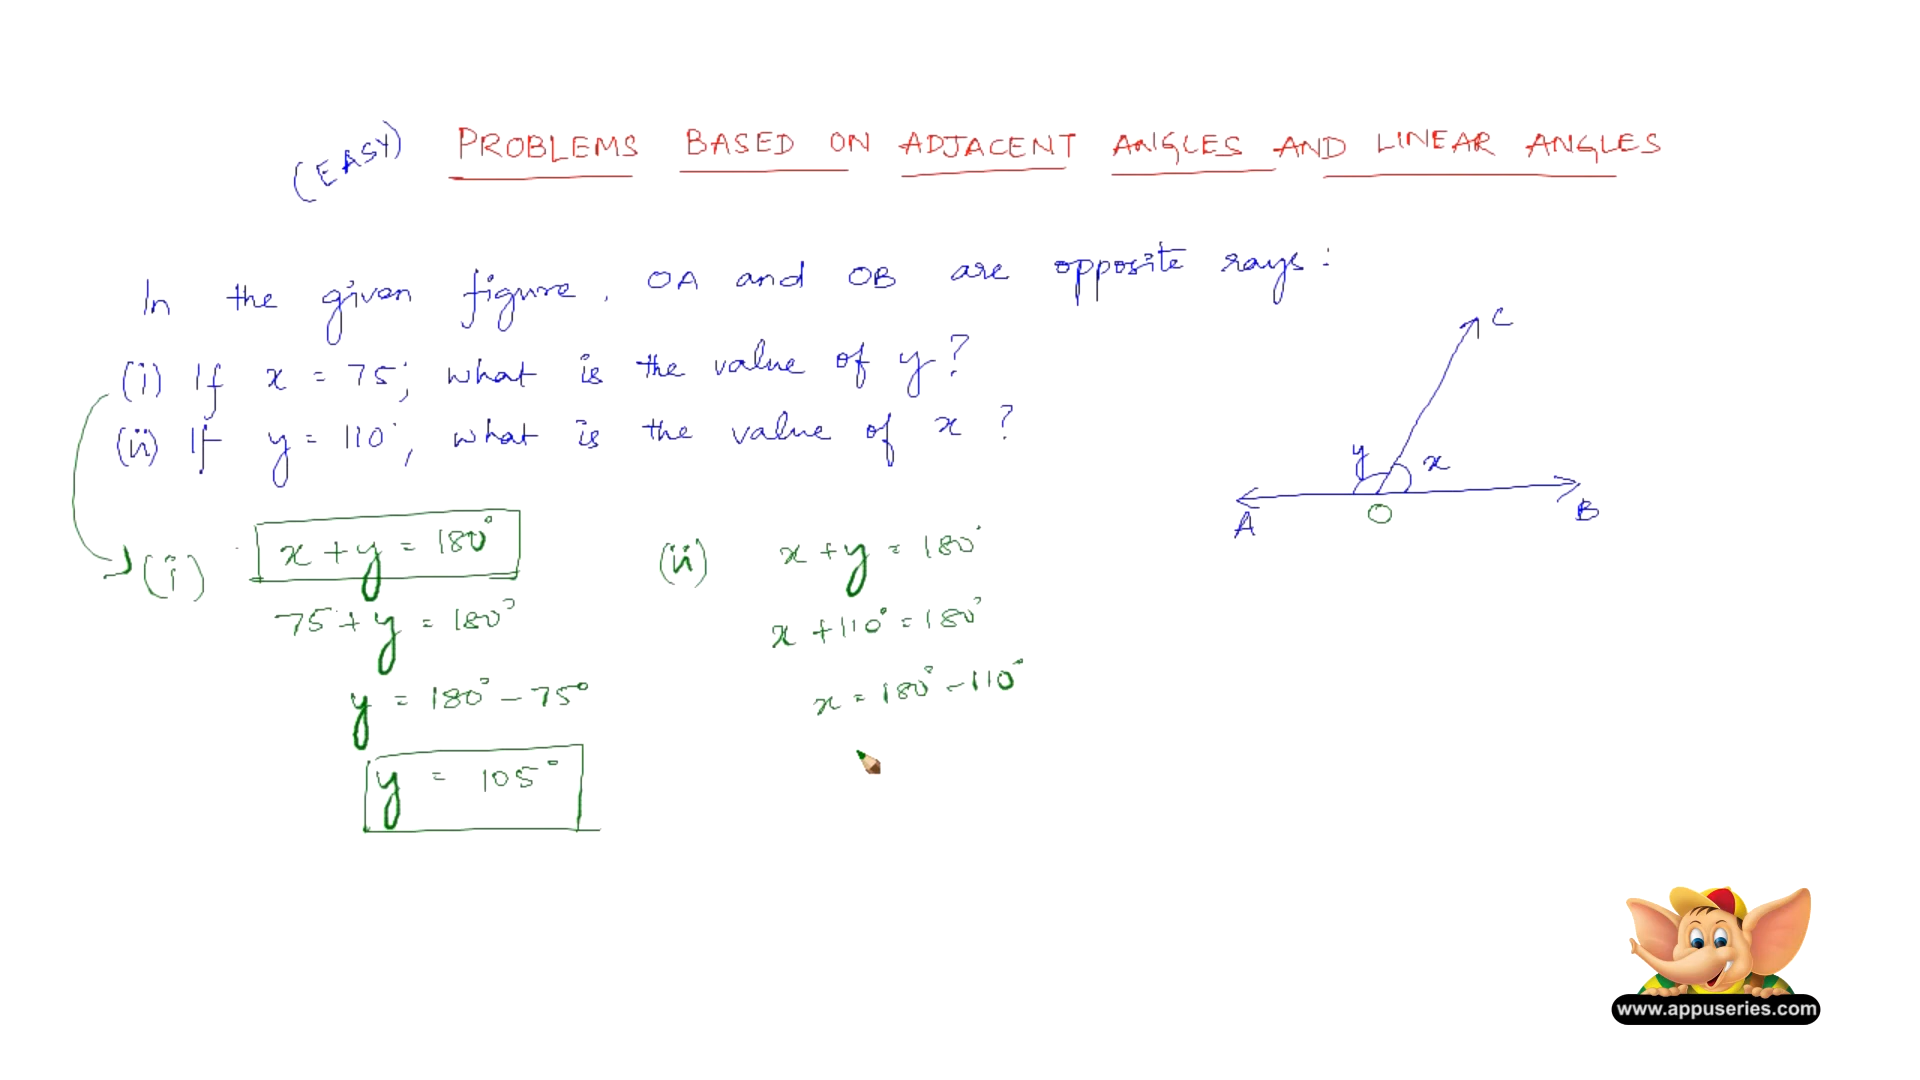 (EASY) PROBLEMS BASED ON ADJACENT ANGLES AND LINEAR ANGLES
In the given figure, OA and OB are opposite rays:
(i) If x = 75°, what is the value of y?
(ii) If y = 110°, what is the value of x?
C
y x
A O B
(i) x + y = 180°
75° + y = 180°
y = 180° - 75°
y = 105°
(ii) x + y = 180°
x + 110° = 180°
x = 180° - 110°
www.appuseries.com